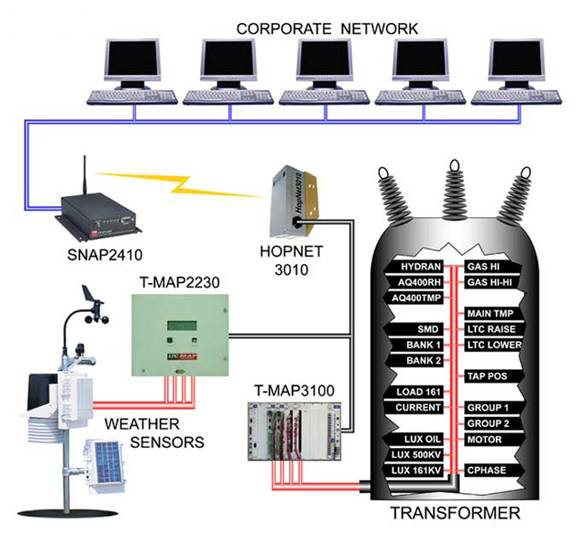 CORPORATE NETWORK
HopNet3010
SNAP2410
HOPNET
3010
T-MAP2230
LTC-MAP
T-MAP3100
WEATHER
SENSORS
HYDRAN GAS HI
AQ400RH GAS HI-HI
AQ400TMP
MAIN TMP
SMD LTC RAISE
BANK 1 LTC LOWER
BANK 2
TAP POS
LOAD 161
CURRENT GROUP 1
GROUP 2
LUX OIL MOTOR
LUX 500KV
LUX 161KV CPHASE
TRANSFORMER